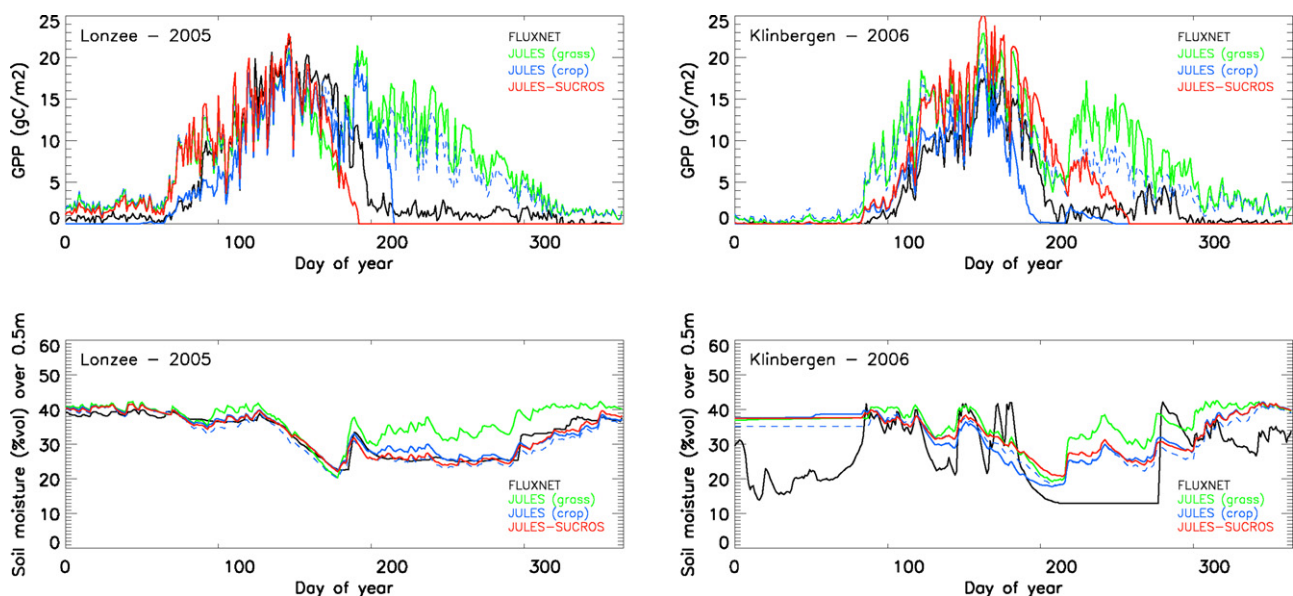 Lonzee - 2005
FLUXNET
JULES (grass)
JULES (crop)
JULES-SUCROS
GPP (gC/m2)
25
20
15
10
5
0
0 100 200 300
Day of year
Klinbergen - 2006
FLUXNET
JULES (grass)
JULES (crop)
JULES-SUCROS
GPP (gC/m2)
25
20
15
10
5
0
0 100 200 300
Day of year
Lonzee - 2005
FLUXNET
JULES (grass)
JULES (crop)
JULES-SUCROS
Soil moisture (%vol) over 0.5m
60
50
40
30
20
10
0
0 100 200 300
Day of year
Klinbergen - 2006
FLUXNET
JULES (grass)
JULES (crop)
JULES-SUCROS
Soil moisture (%vol) over 0.5m
60
50
40
30
20
10
0
0 100 200 300
Day of year